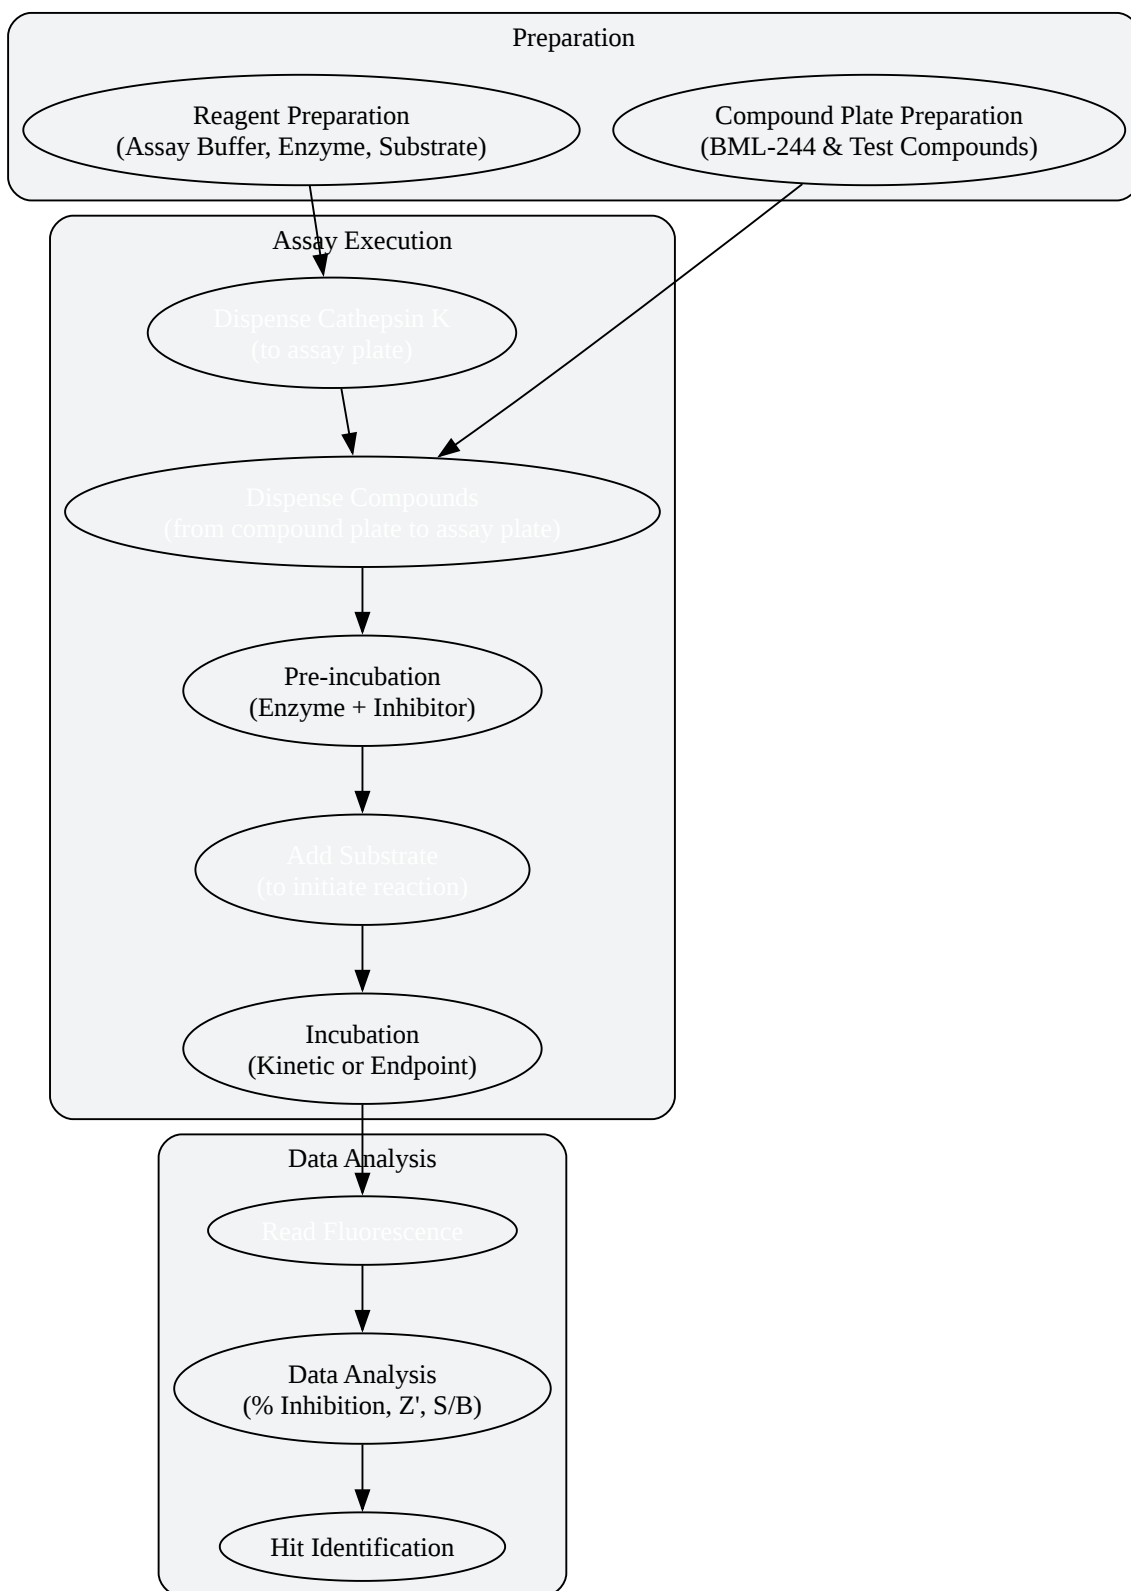 Preparation
Reagent Preparation
(Assay Buffer, Enzyme, Substrate)
Compound Plate Preparation
(BML-244 & Test Compounds)
Assay Execution
Dispense Cathepsin K
(to assay plate)
Dispense Compounds
(from compound plate to assay plate)
Pre-incubation
(Enzyme + Inhibitor)
Add Substrate
(to initiate reaction)
Incubation
(Kinetic or Endpoint)
Data Analysis
Read Fluorescence
Data Analysis
(% Inhibition, Z', S/B)
Hit Identification